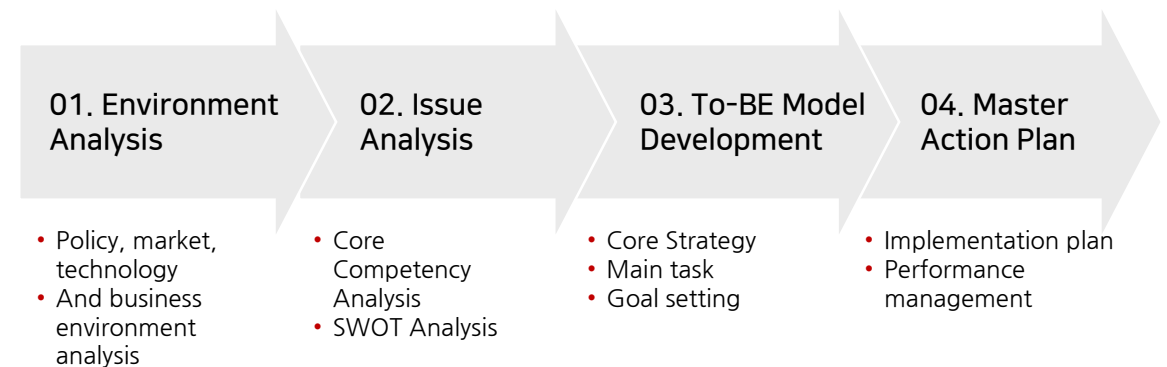 01. Environment
Analysis
02. Issue
Analysis
03. To-BE Model
Development
04. Master
Action Plan
• Policy, market,
technology
• And business
environment
analysis
• Core
Competency
Analysis
• SWOT Analysis
• Core Strategy
• Main task
• Goal setting
• Implementation plan
• Performance
management